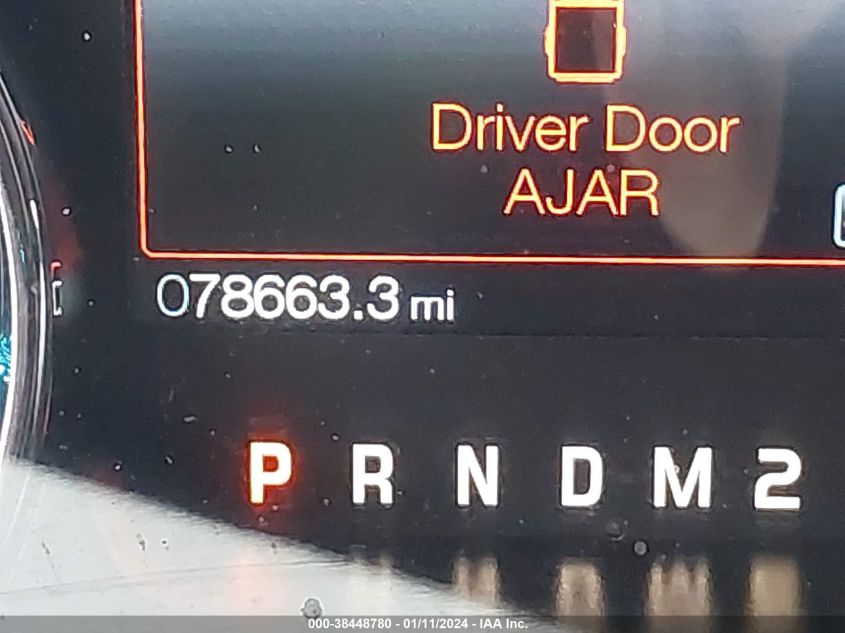 Driver Door
AJAR
078663.3 mi
P R N D M 2
000-38448780 - 01/11/2024 - IAA Inc.